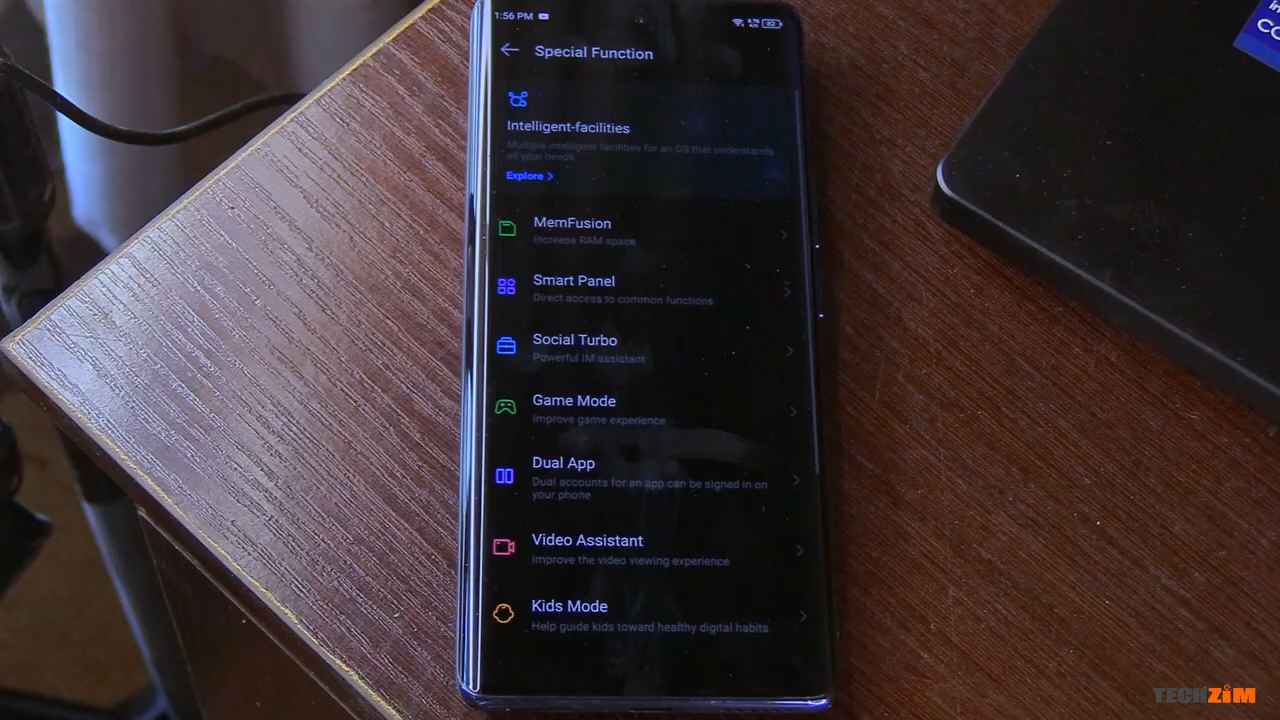 1:56 PM
Special Function
Intelligent-facilities
Multiple intelligent facilities for an OS that understands
all your needs
Explore >
MemFusion
Increase RAM space
Smart Panel
Direct access to common functions
Social Turbo
Powerful IM assistant
Game Mode
Improve game experience
Dual App
Dual accounts for an app can be signed in on
your phone
Video Assistant
Improve the video viewing experience
Kids Mode
Help guide kids toward healthy digital habits
TECHZiM